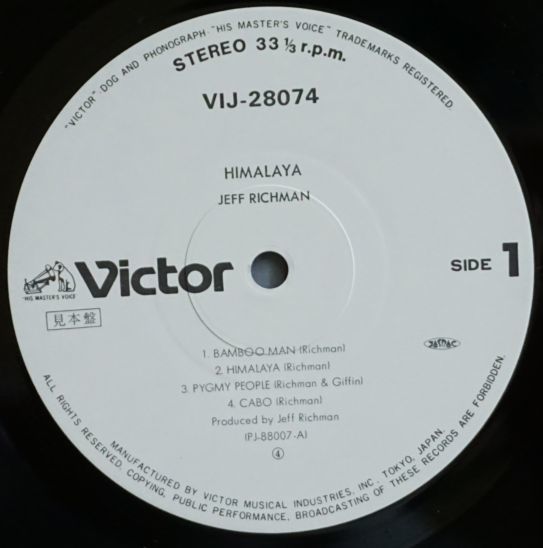 "VICTOR" DOG AND PHONOGRAPH "HIS MASTER'S VOICE" TRADEMARKS REGISTERED.
STEREO 33 ⅓ r.p.m.
VIJ-28074
HIMALAYA
JEFF RICHMAN
Victor
"HIS MASTER'S VOICE"
SIDE 1
見本盤
1. BAMBOO MAN (Richman)
2. HIMALAYA (Richman)
3. PYGMY PEOPLE (Richman & Giffin)
4. CABO (Richman)
Produced by Jeff Richman
(PJ-88007-A)
④
MANUFACTURED BY VICTOR MUSICAL INDUSTRIES, INC., TOKYO, JAPAN.
ALL RIGHTS RESERVED. COPYING, PUBLIC PERFORMANCE, BROADCASTING OF THESE RECORDS ARE FORBIDDEN.